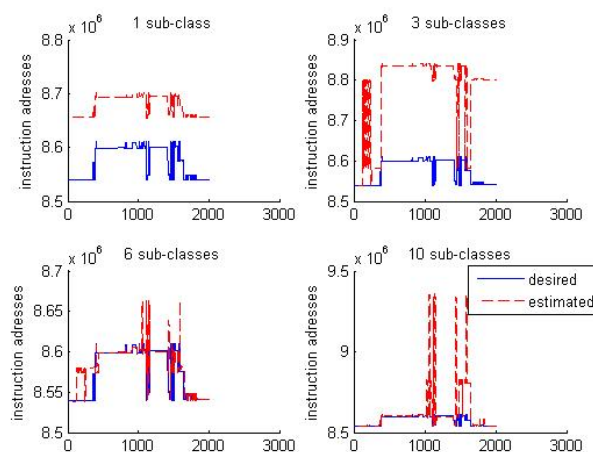 1 sub-class
x 10^6
instruction adresses
8.8
8.7
8.6
8.5
0 1000 2000 3000
3 sub-classes
x 10^6
instruction adresses
8.9
8.8
8.7
8.6
8.5
0 1000 2000 3000
6 sub-classes
x 10^6
instruction adresses
8.7
8.65
8.6
8.55
8.5
0 1000 2000 3000
10 sub-classes
x 10^6
instruction adresses
9.5
9
8.5
0 1000 2000 3000
desired
estimated